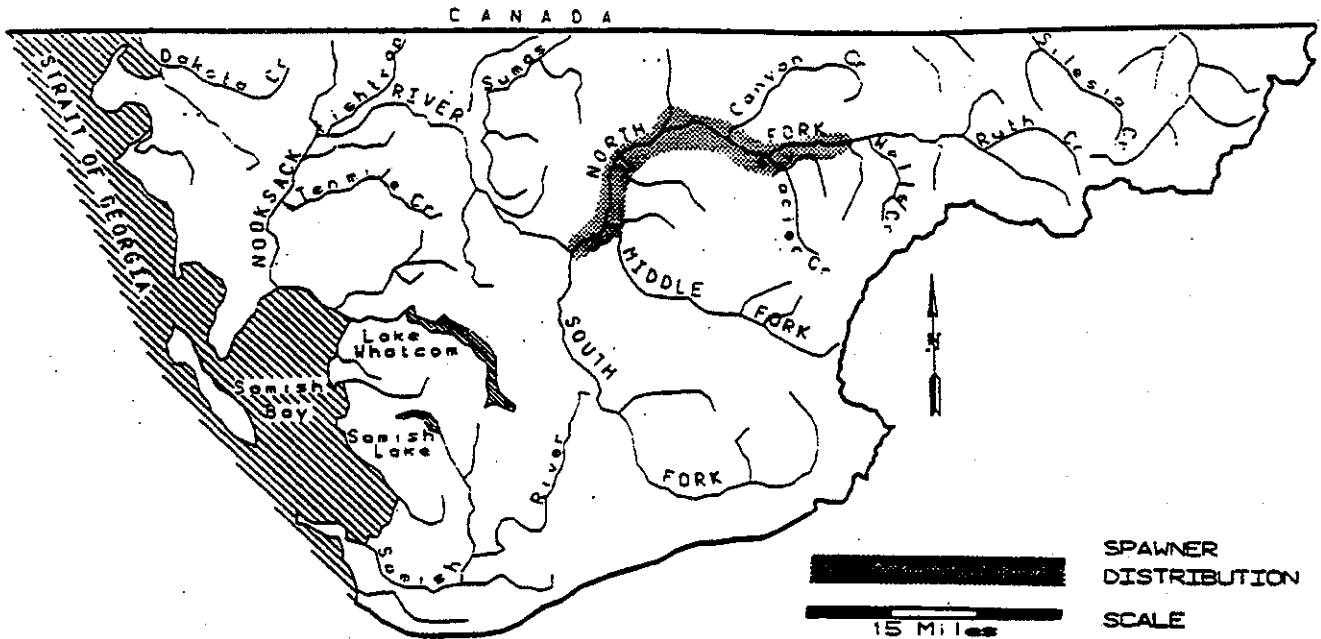 CANADA
STRAIT OF GEORGIA
Dakota Cr
Fishtrap
NOOKSACK
RIVER
Sumas
Tenmile Cr
NORTH
FORK
Canyon Cr
Glacier Cr
Wells Cr
Ruth Cr
Silesia Cr
MIDDLE
FORK
SOUTH
FORK
Lake
Whatcom
Samish
Bay
Samish
Lake
Samish
River
N
SPAWNER
DISTRIBUTION
SCALE
15 Miles